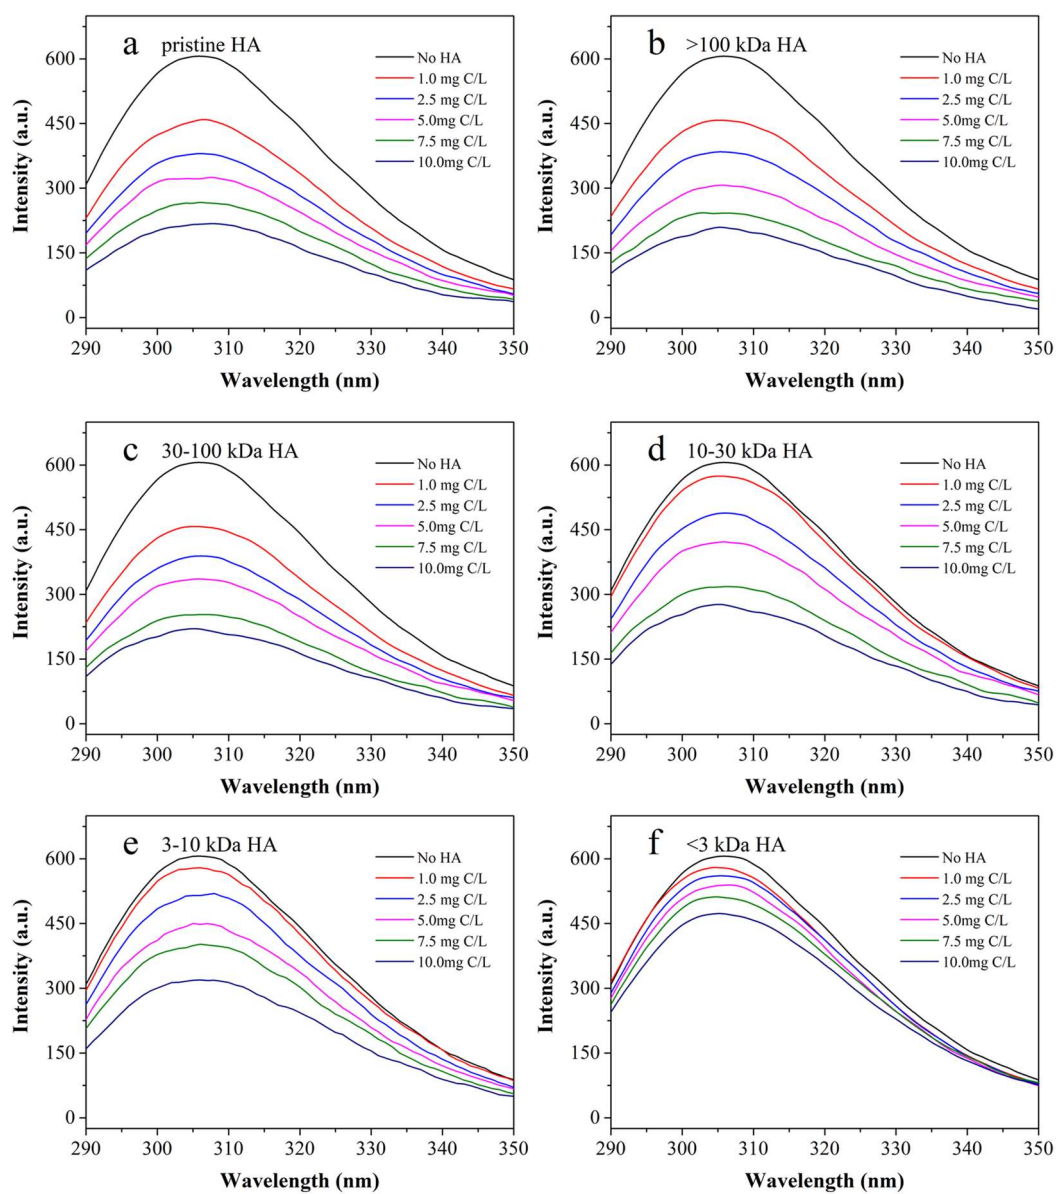 a pristine HA
No HA
1.0 mg C/L
2.5 mg C/L
5.0mg C/L
7.5 mg C/L
10.0mg C/L
600
450
300
150
0
Intensity (a.u.)
290 300 310 320 330 340 350
Wavelength (nm)
b >100 kDa HA
No HA
1.0 mg C/L
2.5 mg C/L
5.0mg C/L
7.5 mg C/L
10.0mg C/L
600
450
300
150
0
Intensity (a.u.)
290 300 310 320 330 340 350
Wavelength (nm)
c 30-100 kDa HA
No HA
1.0 mg C/L
2.5 mg C/L
5.0mg C/L
7.5 mg C/L
10.0mg C/L
600
450
300
150
0
Intensity (a.u.)
290 300 310 320 330 340 350
Wavelength (nm)
d 10-30 kDa HA
No HA
1.0 mg C/L
2.5 mg C/L
5.0mg C/L
7.5 mg C/L
10.0mg C/L
600
450
300
150
0
Intensity (a.u.)
290 300 310 320 330 340 350
Wavelength (nm)
e 3-10 kDa HA
No HA
1.0 mg C/L
2.5 mg C/L
5.0mg C/L
7.5 mg C/L
10.0mg C/L
600
450
300
150
0
Intensity (a.u.)
290 300 310 320 330 340 350
Wavelength (nm)
f <3 kDa HA
No HA
1.0 mg C/L
2.5 mg C/L
5.0mg C/L
7.5 mg C/L
10.0mg C/L
600
450
300
150
0
Intensity (a.u.)
290 300 310 320 330 340 350
Wavelength (nm)